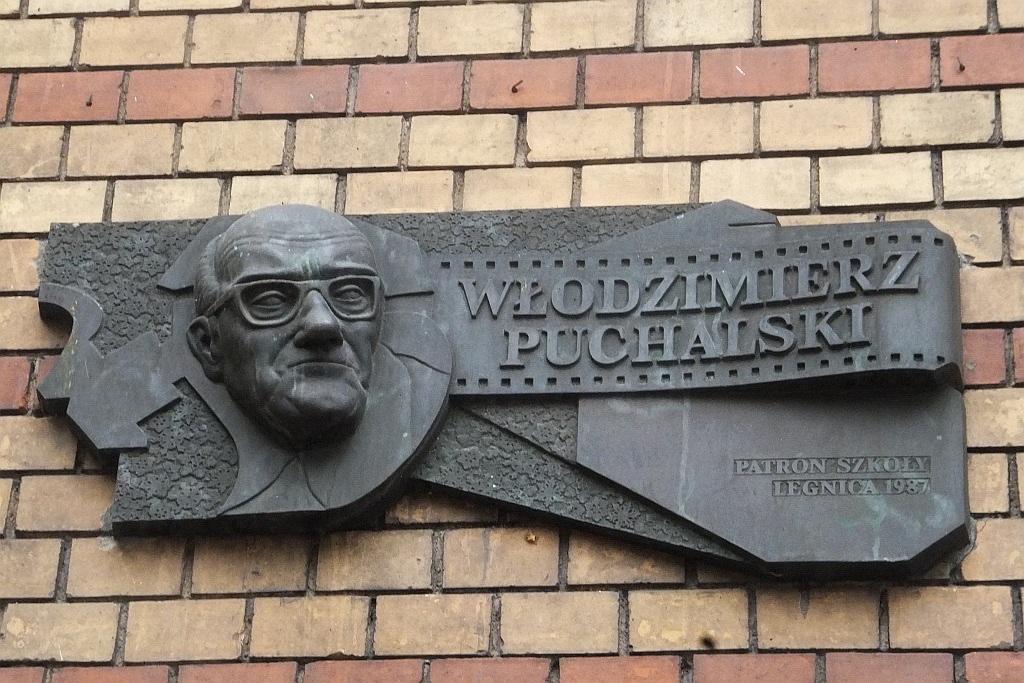 WŁODZIMIERZ
PUCHALSKI
PATRON SZKOŁY
LEGNICA 1987